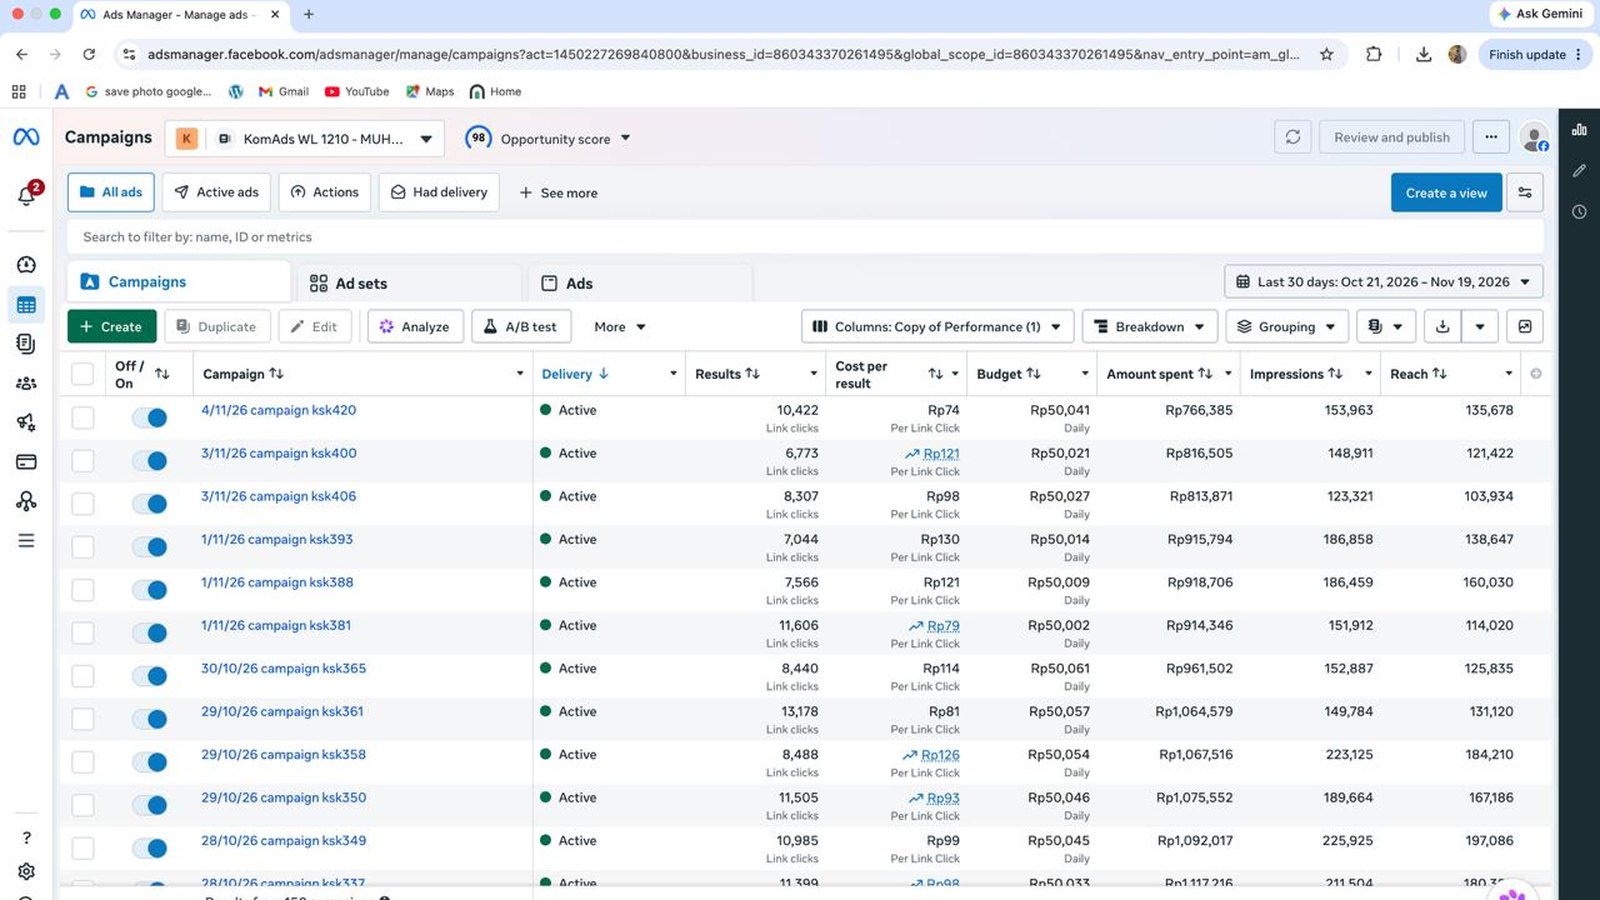 Ads Manager - Manage ads -
Ask Gemini
adsmanager.facebook.com/adsmanager/manage/campaigns?act=1450227269840800&business_id=860343370261495&global_scope_id=860343370261495&nav_entry_point=am_gl...
Finish update
save photo google...
Gmail
YouTube
Maps
Home
Campaigns
K
KomAds WL 1210 - MUH...
98
Opportunity score
Review and publish
2
All ads
Active ads
Actions
Had delivery
See more
Create a view
Search to filter by: name, ID or metrics
Campaigns
Ad sets
Ads
Last 30 days: Oct 21, 2026 – Nov 19, 2026
Create
Duplicate
Edit
Analyze
A/B test
More
Columns: Copy of Performance (1)
Breakdown
Grouping
Off / On Campaign Delivery Results Cost per result Budget Amount spent Impressions Reach
4/11/26 campaign ksk420 Active 10,422 Rp74 Rp50,041 Rp766,385 153,963 135,678
Link clicks Per Link Click Daily
3/11/26 campaign ksk400 Active 6,773 Rp121 Rp50,021 Rp816,505 148,911 121,422
Link clicks Per Link Click Daily
3/11/26 campaign ksk406 Active 8,307 Rp98 Rp50,027 Rp813,871 123,321 103,934
Link clicks Per Link Click Daily
1/11/26 campaign ksk393 Active 7,044 Rp130 Rp50,014 Rp915,794 186,858 138,647
Link clicks Per Link Click Daily
1/11/26 campaign ksk388 Active 7,566 Rp121 Rp50,009 Rp918,706 186,459 160,030
Link clicks Per Link Click Daily
1/11/26 campaign ksk381 Active 11,606 Rp79 Rp50,002 Rp914,346 151,912 114,020
Link clicks Per Link Click Daily
30/10/26 campaign ksk365 Active 8,440 Rp114 Rp50,061 Rp961,502 152,887 125,835
Link clicks Per Link Click Daily
29/10/26 campaign ksk361 Active 13,178 Rp81 Rp50,057 Rp1,064,579 149,784 131,120
Link clicks Per Link Click Daily
29/10/26 campaign ksk358 Active 8,488 Rp126 Rp50,054 Rp1,067,516 223,125 184,210
Link clicks Per Link Click Daily
29/10/26 campaign ksk350 Active 11,505 Rp93 Rp50,046 Rp1,075,552 189,664 167,186
Link clicks Per Link Click Daily
28/10/26 campaign ksk349 Active 10,985 Rp99 Rp50,045 Rp1,092,017 225,925 197,086
Link clicks Per Link Click Daily
28/10/26 campaign ksk337 Active 11,399 Rp98 Rp50,033 Rp1,117,216 211,504